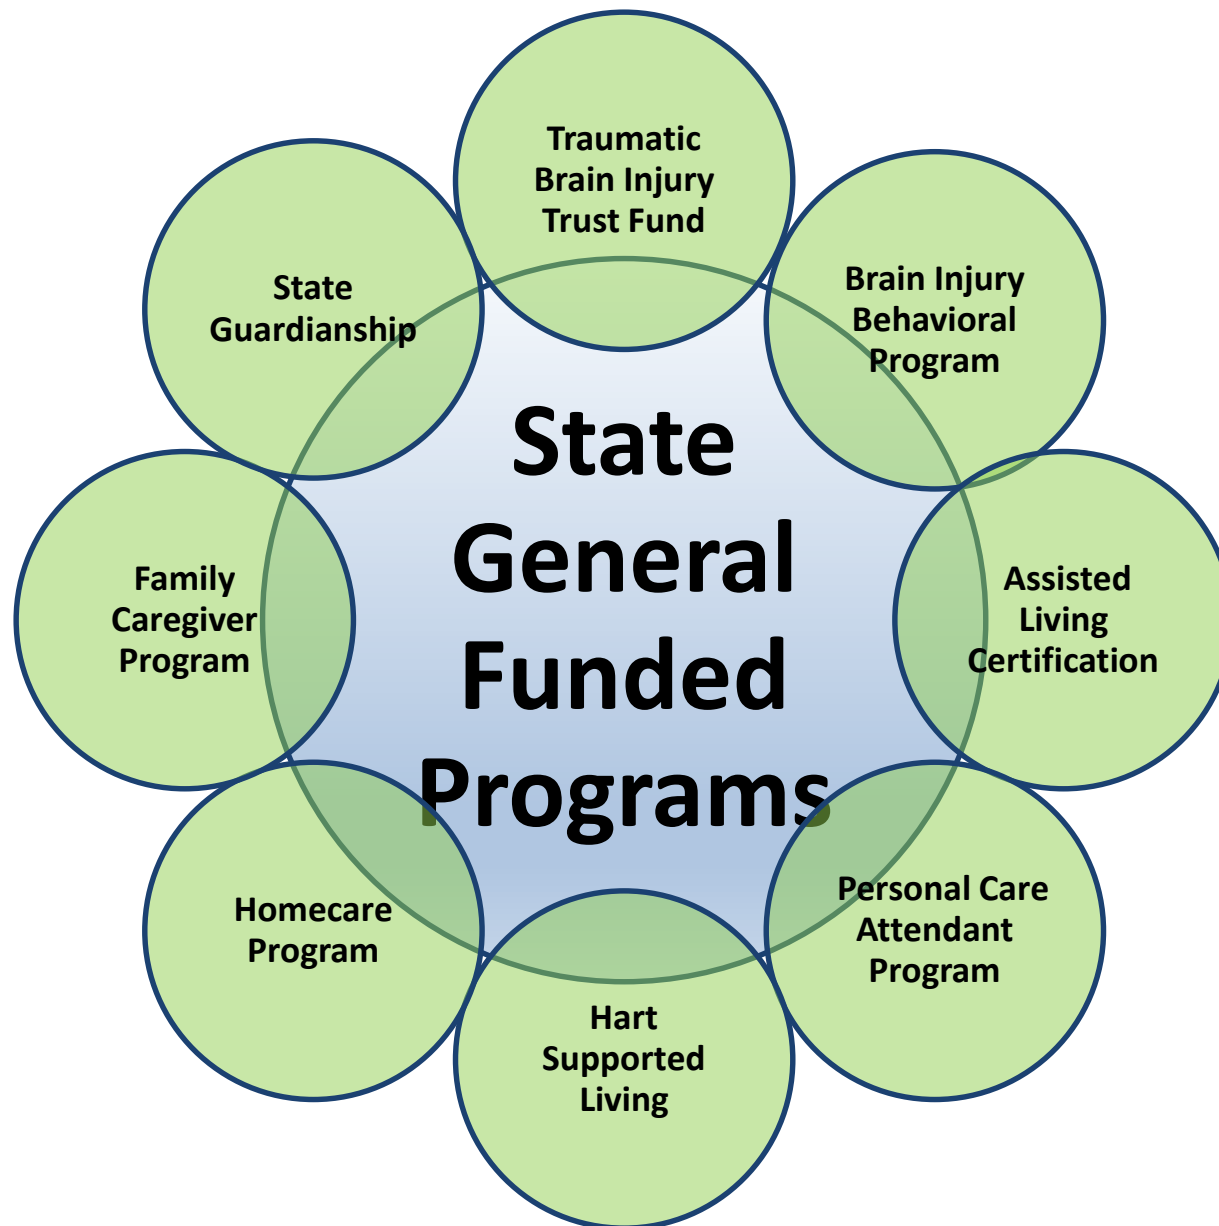 Traumatic
Brain Injury
Trust Fund
Brain Injury
Behavioral
Program
Assisted
Living
Certification
Personal Care
Attendant
Program
Hart
Supported
Living
Homecare
Program
Family
Caregiver
Program
State
Guardianship
State
General
Funded
Programs